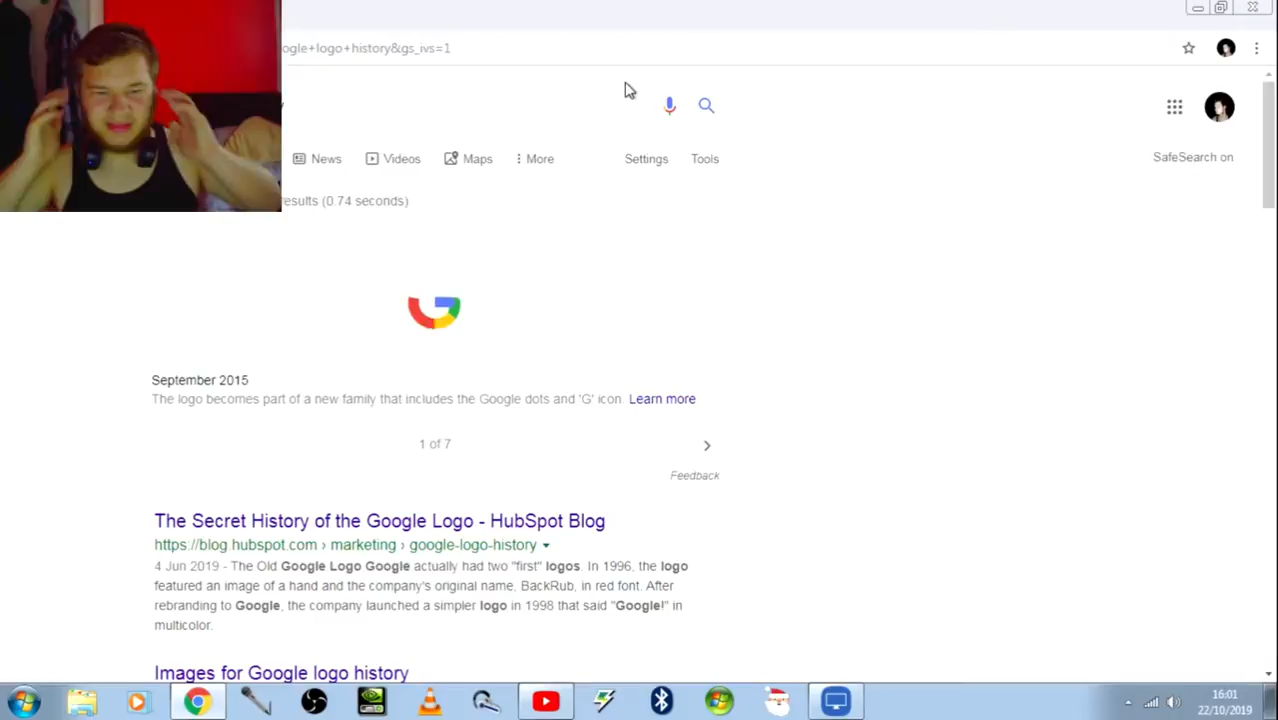 ogle+logo+history&gs_ivs=1
News
Videos
Maps
More
Settings
Tools
SafeSearch on
results (0.74 seconds)
September 2015
The logo becomes part of a new family that includes the Google dots and 'G' icon. Learn more
1 of 7
Feedback
The Secret History of the Google Logo - HubSpot Blog
https://blog.hubspot.com › marketing › google-logo-history
4 Jun 2019 - The Old Google Logo Google actually had two "first" logos. In 1996, the logo
featured an image of a hand and the company's original name, BackRub, in red font. After
rebranding to Google, the company launched a simpler logo in 1998 that said "Google!" in
multicolor.
Images for Google logo history
16:01
22/10/2019